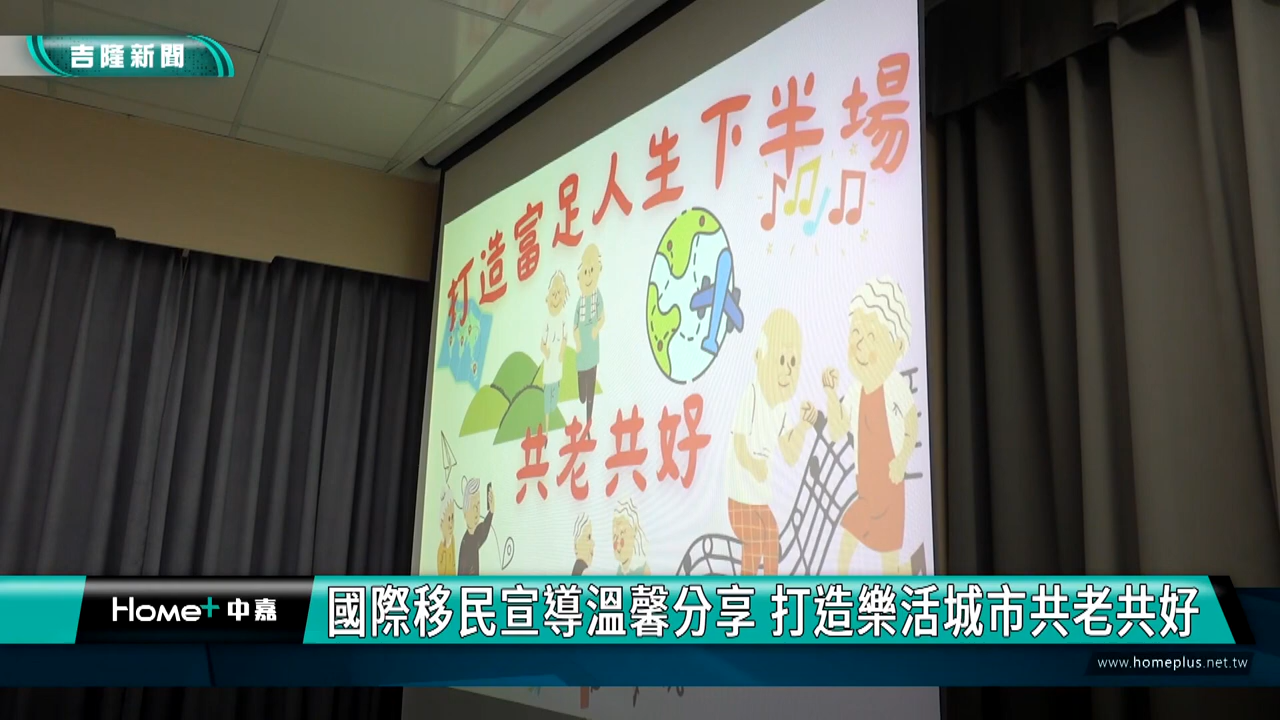 吉隆新聞
打造富足人生下半場
共老共好
Home+ 中嘉
國際移民宣導溫馨分享 打造樂活城市共老共好
www.homeplus.net.tw